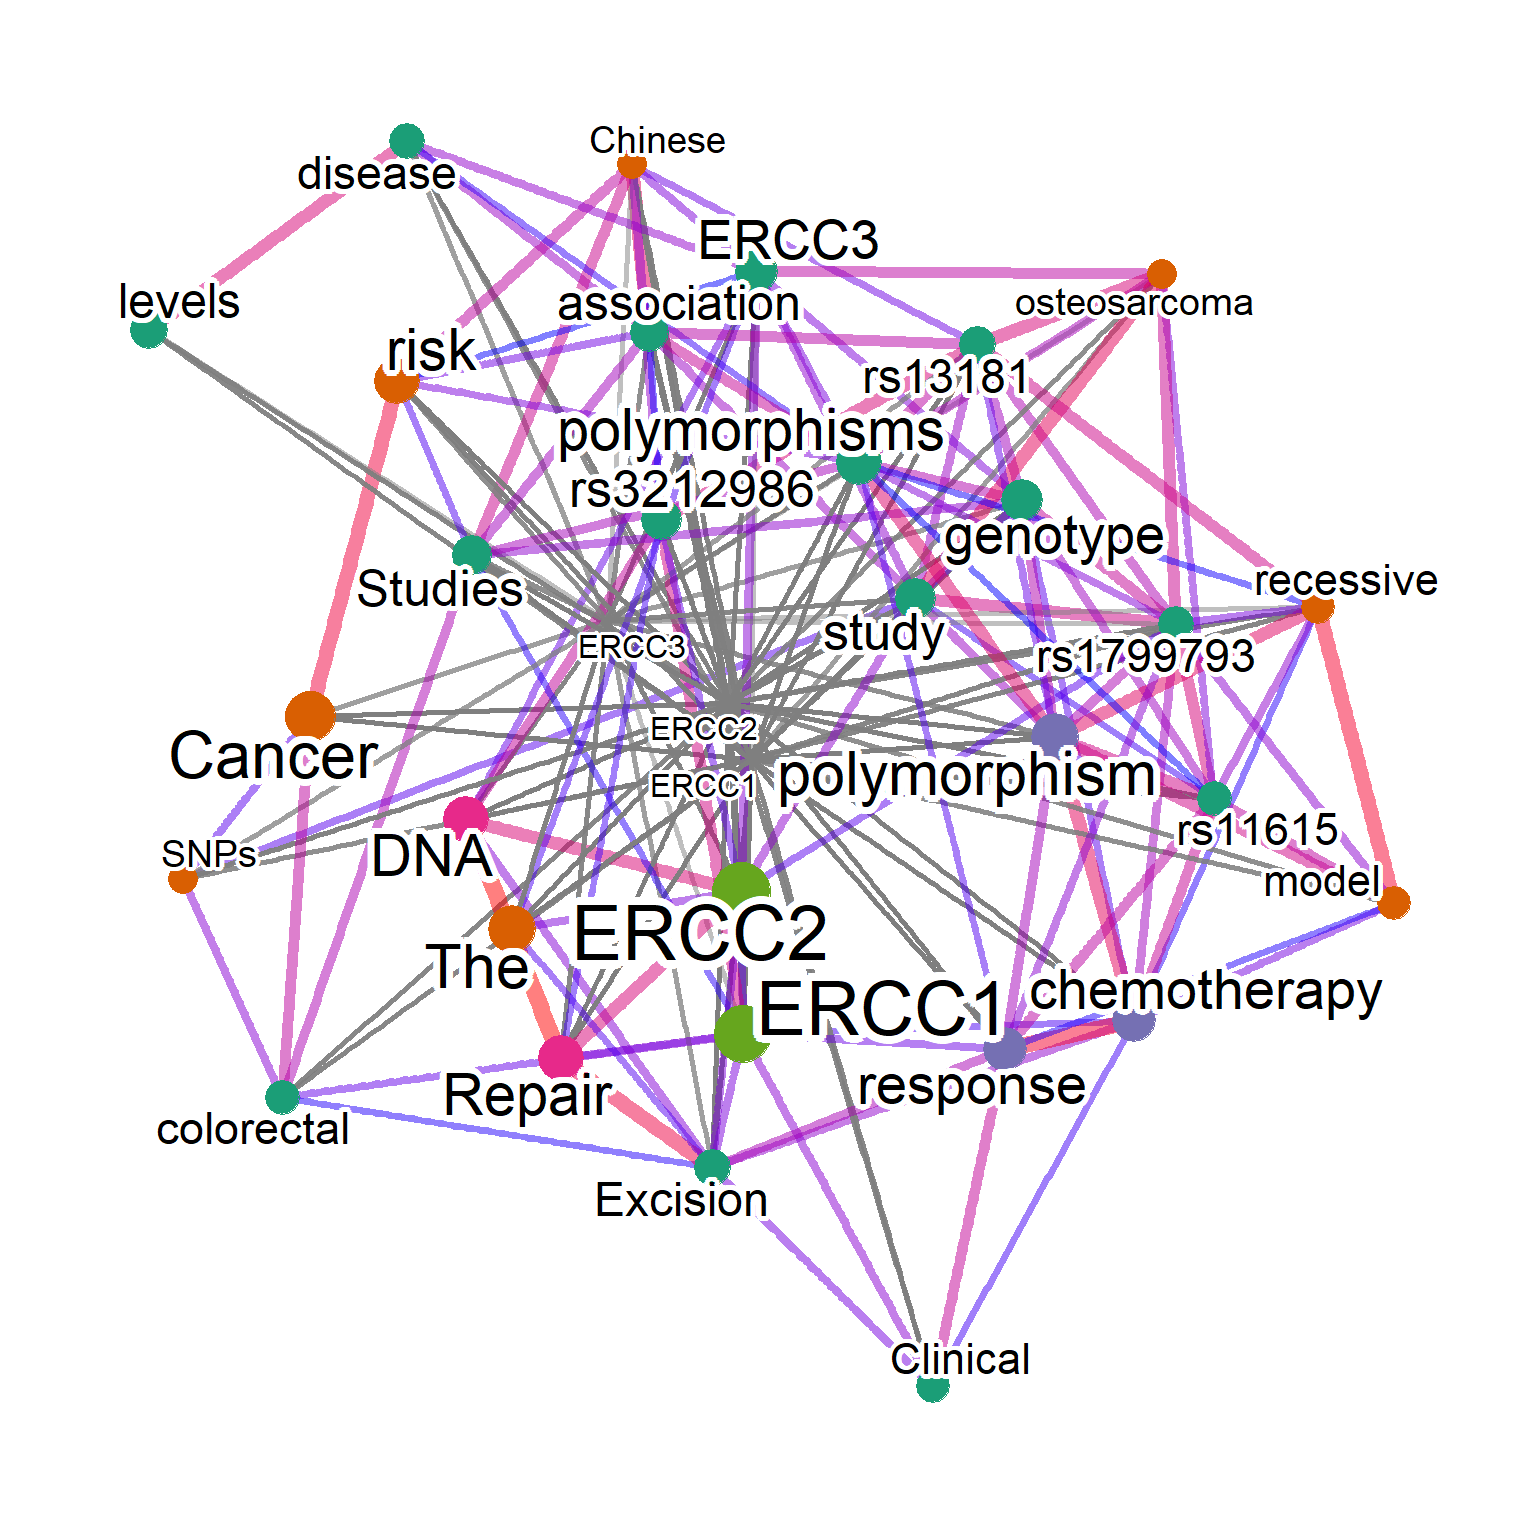 Chinese
disease
ERCC3
levels
association
osteosarcoma
risk
rs13181
polymorphisms
rs3212986
genotype
Studies
recessive
study
ERCC3
rs1799793
ERCC2
Cancer
polymorphism
ERCC1
rs11615
SNPs
DNA
model
ERCC2
The
chemotherapy
ERCC1
response
Repair
colorectal
Excision
Clinical